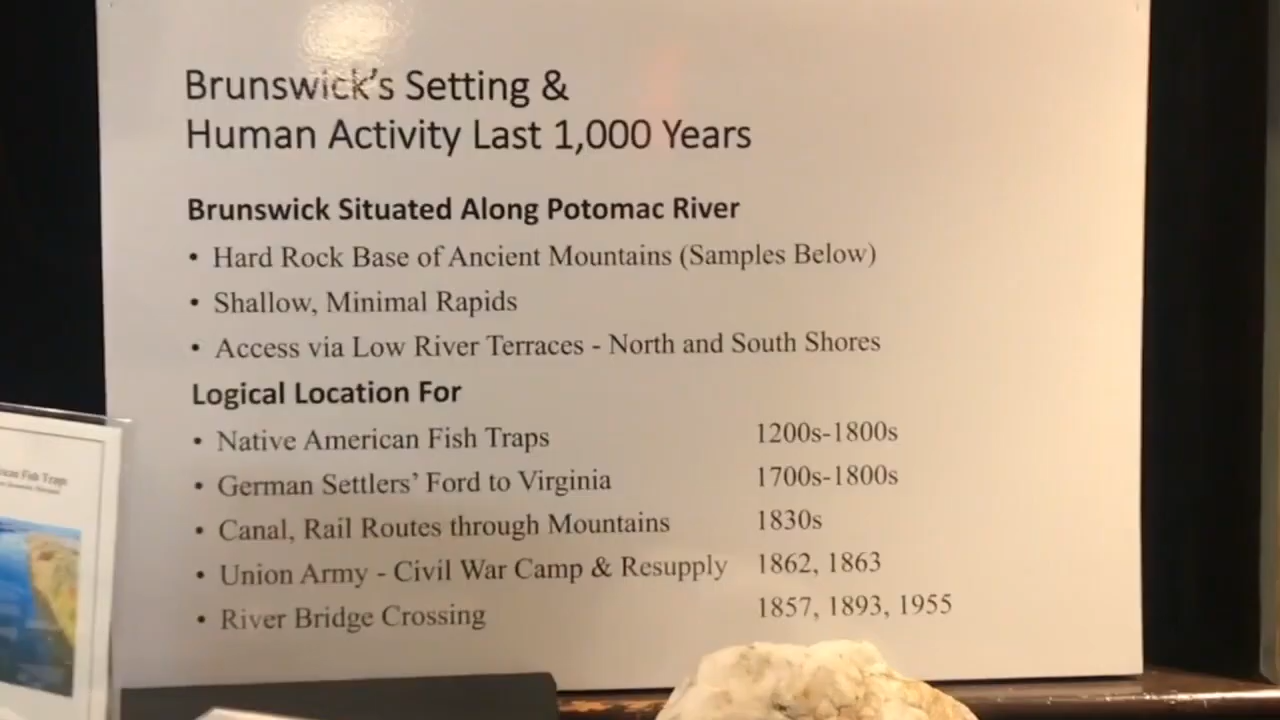 Brunswick's Setting &
Human Activity Last 1,000 Years
Brunswick Situated Along Potomac River
• Hard Rock Base of Ancient Mountains (Samples Below)
• Shallow, Minimal Rapids
• Access via Low River Terraces - North and South Shores
Logical Location For
• Native American Fish Traps 1200s-1800s
• German Settlers' Ford to Virginia 1700s-1800s
• Canal, Rail Routes through Mountains 1830s
• Union Army - Civil War Camp & Resupply 1862, 1863
• River Bridge Crossing 1857, 1893, 1955
Fish Traps